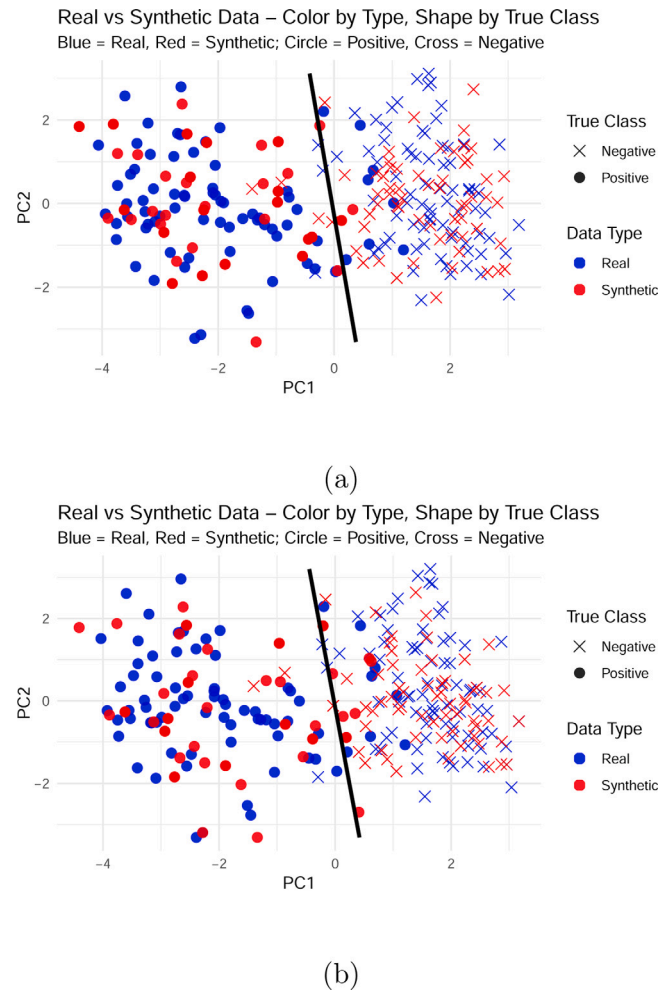 Real vs Synthetic Data – Color by Type, Shape by True Class
Blue = Real, Red = Synthetic; Circle = Positive, Cross = Negative
2
0
−2
PC2
−4
−2
0
2
PC1
True Class
Negative
Positive
Data Type
Real
Synthetic
(a)
Real vs Synthetic Data – Color by Type, Shape by True Class
Blue = Real, Red = Synthetic; Circle = Positive, Cross = Negative
2
0
−2
PC2
−4
−2
0
2
PC1
True Class
Negative
Positive
Data Type
Real
Synthetic
(b)